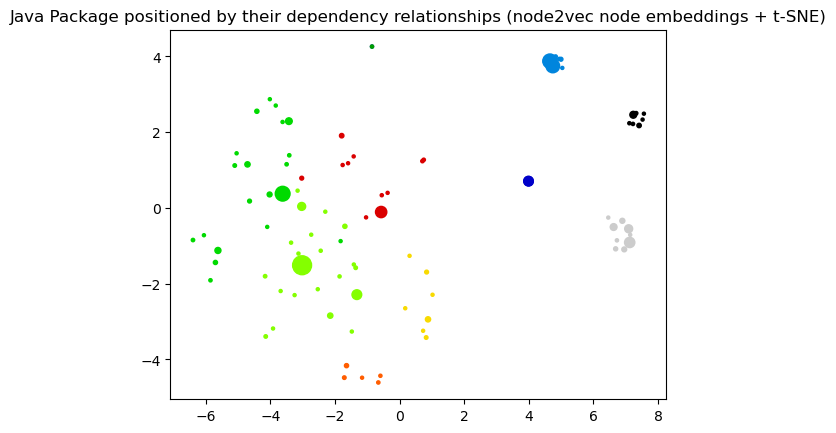 Java Package positioned by their dependency relationships (node2vec node embeddings + t-SNE)
4
2
0
−2
−4
−6 −4 −2 0 2 4 6 8